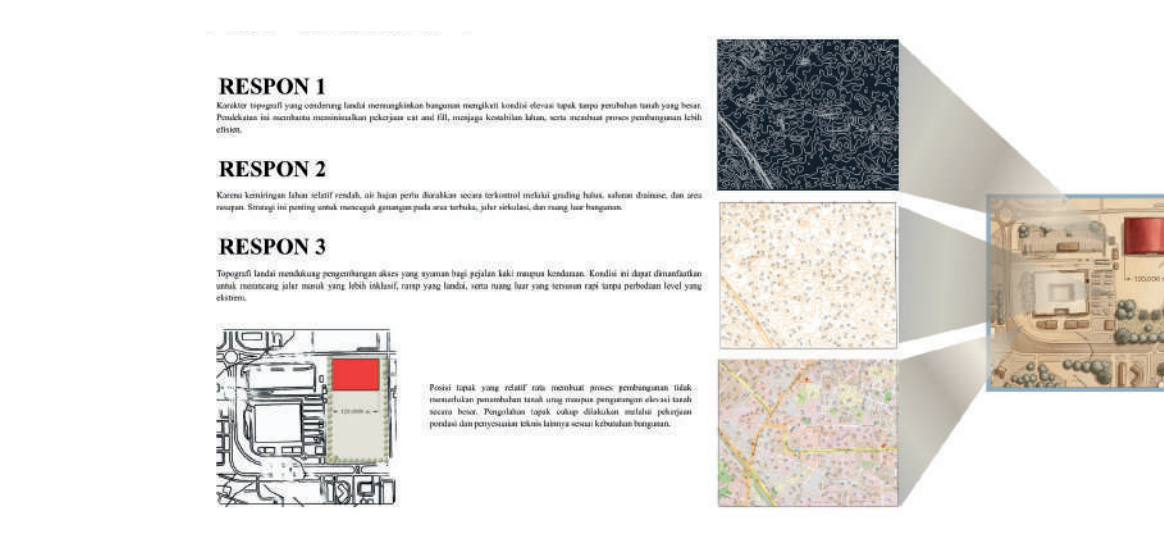 RESPON 1
Karakter topografi yang cenderung landai memungkinkan bangunan mengikuti kondisi elevasi tapak tanpa perubahan tanah yang besar.
Pendekatan ini membantu meminimalkan pekerjaan cut and fill, menjaga kestabilan lahan, serta membuat proses pembangunan lebih
efisien.
RESPON 2
Karena kemiringan lahan relatif rendah, air hujan perlu diarahkan secara terkontrol melalui grading halus, saluran drainase, dan area
resapan. Strategi ini penting untuk mencegah genangan pada area terbuka, jalur sirkulasi, dan ruang luar bangunan.
RESPON 3
Topografi landai mendukung pengembangan akses yang nyaman bagi pejalan kaki maupun kendaraan. Kondisi ini dapat dimanfaatkan
untuk merancang jalur masuk yang lebih inklusif, ramp yang landai, serta ruang luar yang tersusun rapi tanpa perbedaan level yang
ekstrem.
Posisi tapak yang relatif rata membuat proses pembangunan tidak
memerlukan penambahan tanah urug maupun pengurangan elevasi tanah
secara besar. Pengolahan tapak cukup dilakukan melalui pekerjaan
pondasi dan penyesuaian teknis lainnya sesuai kebutuhan bangunan.